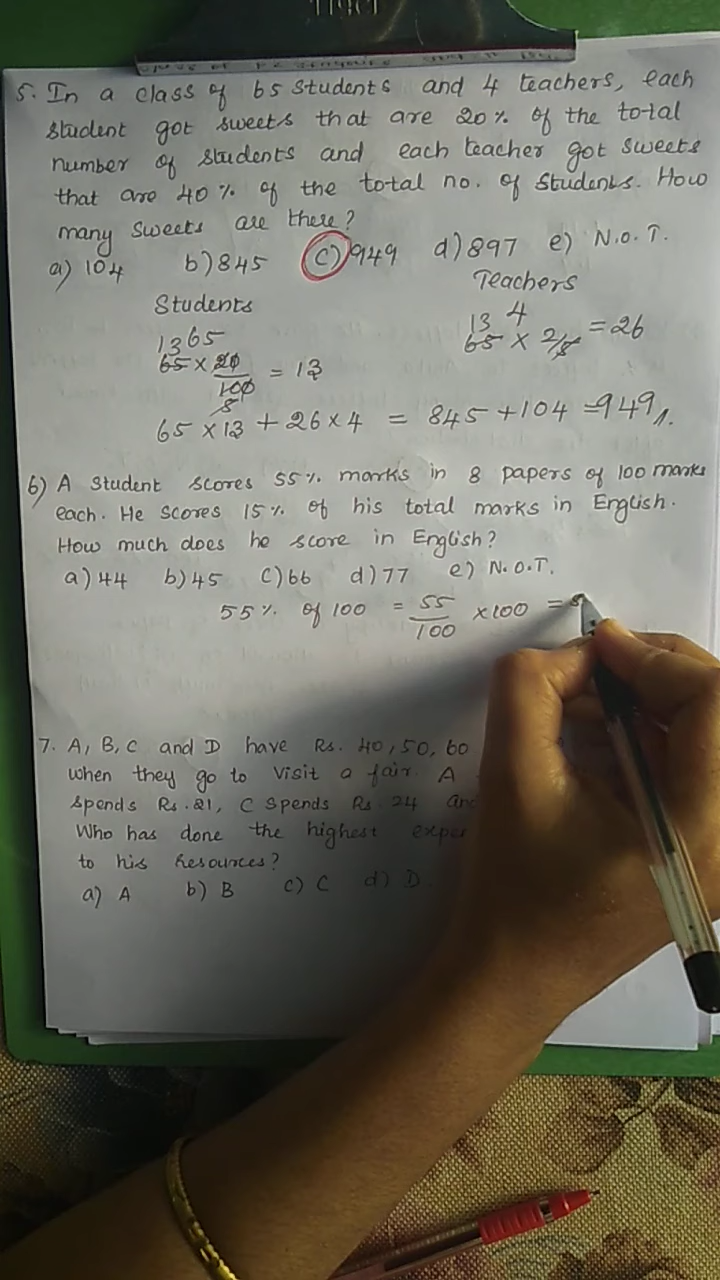 5. In a class of 65 students and 4 teachers, each
student got sweets that are 20% of the total
number of students and each teacher got sweets
that are 40% of the total no. of students. How
many sweets are there?
a) 104 b) 845 c) 949 d) 897 e) N.O.T.
Students Teachers
13 65 13 4
65 × 20/100 = 13 65 × 2/5 = 26
5
65 × 13 + 26 × 4 = 845 + 104 = 949
6) A student scores 55% marks in 8 papers of 100 marks
each. He scores 15% of his total marks in English.
How much does he score in English?
a) 44 b) 45 c) 66 d) 77 e) N.O.T.
55% of 100 = 55/100 × 100 =
7. A, B, C and D have Rs. 40, 50, 60
when they go to visit a fair. A
spends Rs. 21, C spends Rs. 24
Who has done the highest
to his resources?
a) A b) B c) C d) D